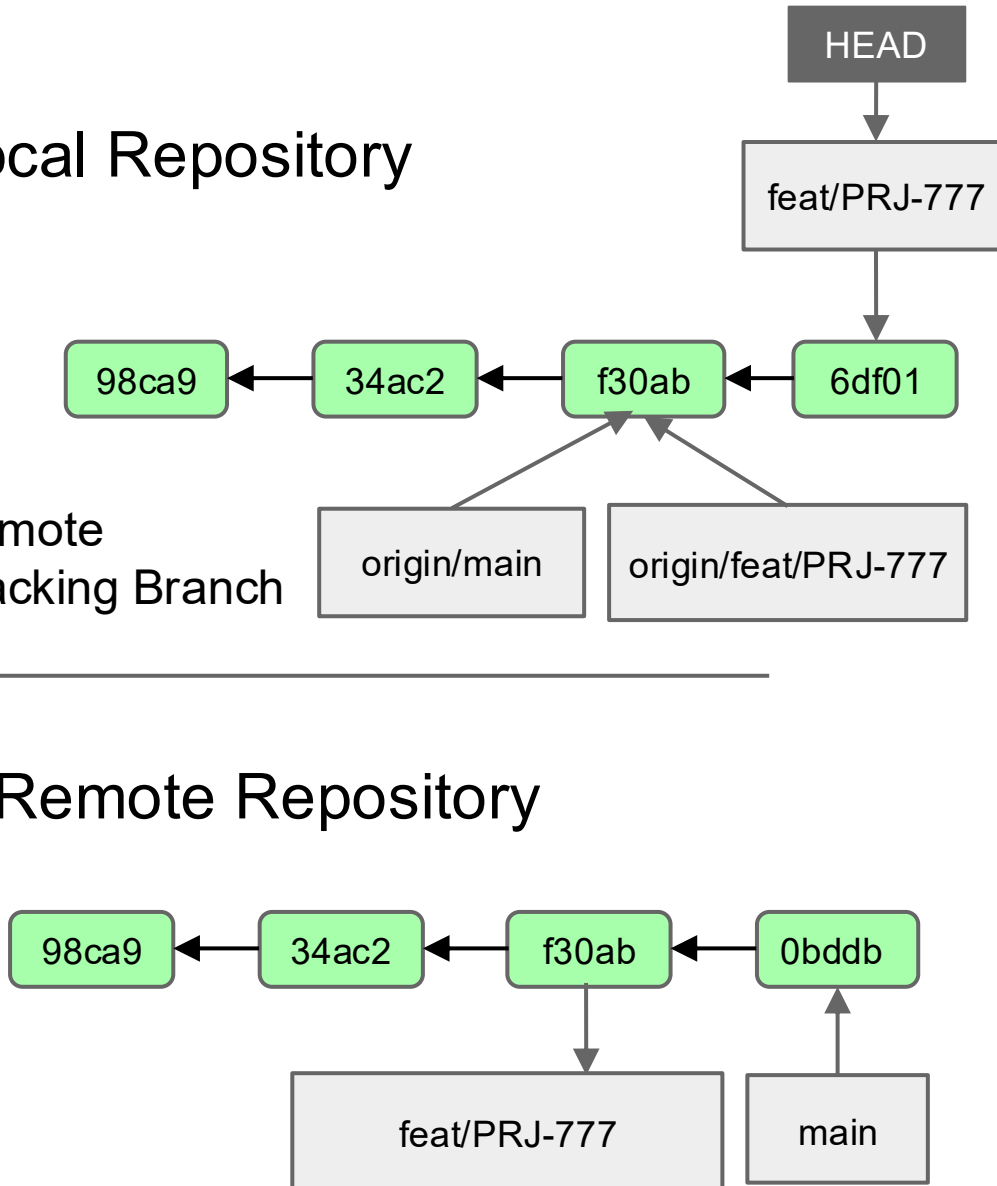 HEAD
ocal Repository
feat/PRJ-777
98ca9
34ac2
f30ab
6df01
mote
acking Branch
origin/main
origin/feat/PRJ-777
Remote Repository
98ca9
34ac2
f30ab
0bddb
feat/PRJ-777
main